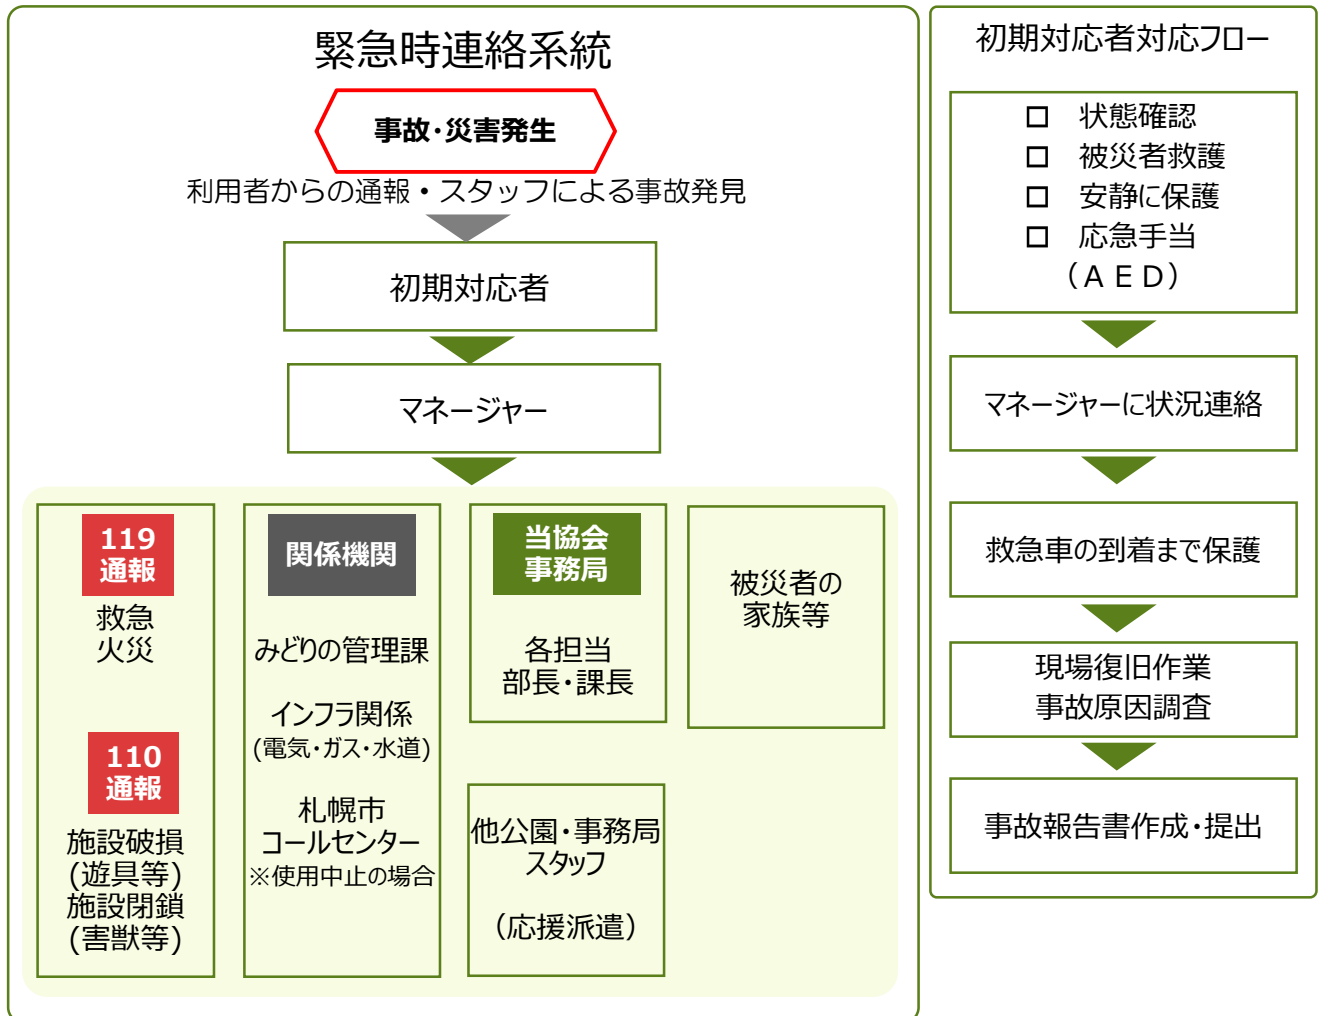 緊急時連絡系統
事故・災害発生
利用者からの通報・スタッフによる事故発見
初期対応者
マネージャー
119
通報
救急
火災
110
通報
施設破損
(遊具等)
施設閉鎖
(害獣等)
関係機関
みどりの管理課
インフラ関係
(電気・ガス・水道)
札幌市
コールセンター
※使用中止の場合
当協会
事務局
各担当
部長・課長
他公園・事務局
スタッフ
（応援派遣）
被災者の
家族等
初期対応者対応フロー
□ 状態確認
□ 被災者救護
□ 安静に保護
□ 応急手当
（ＡＥＤ）
マネージャーに状況連絡
救急車の到着まで保護
現場復旧作業
事故原因調査
事故報告書作成・提出